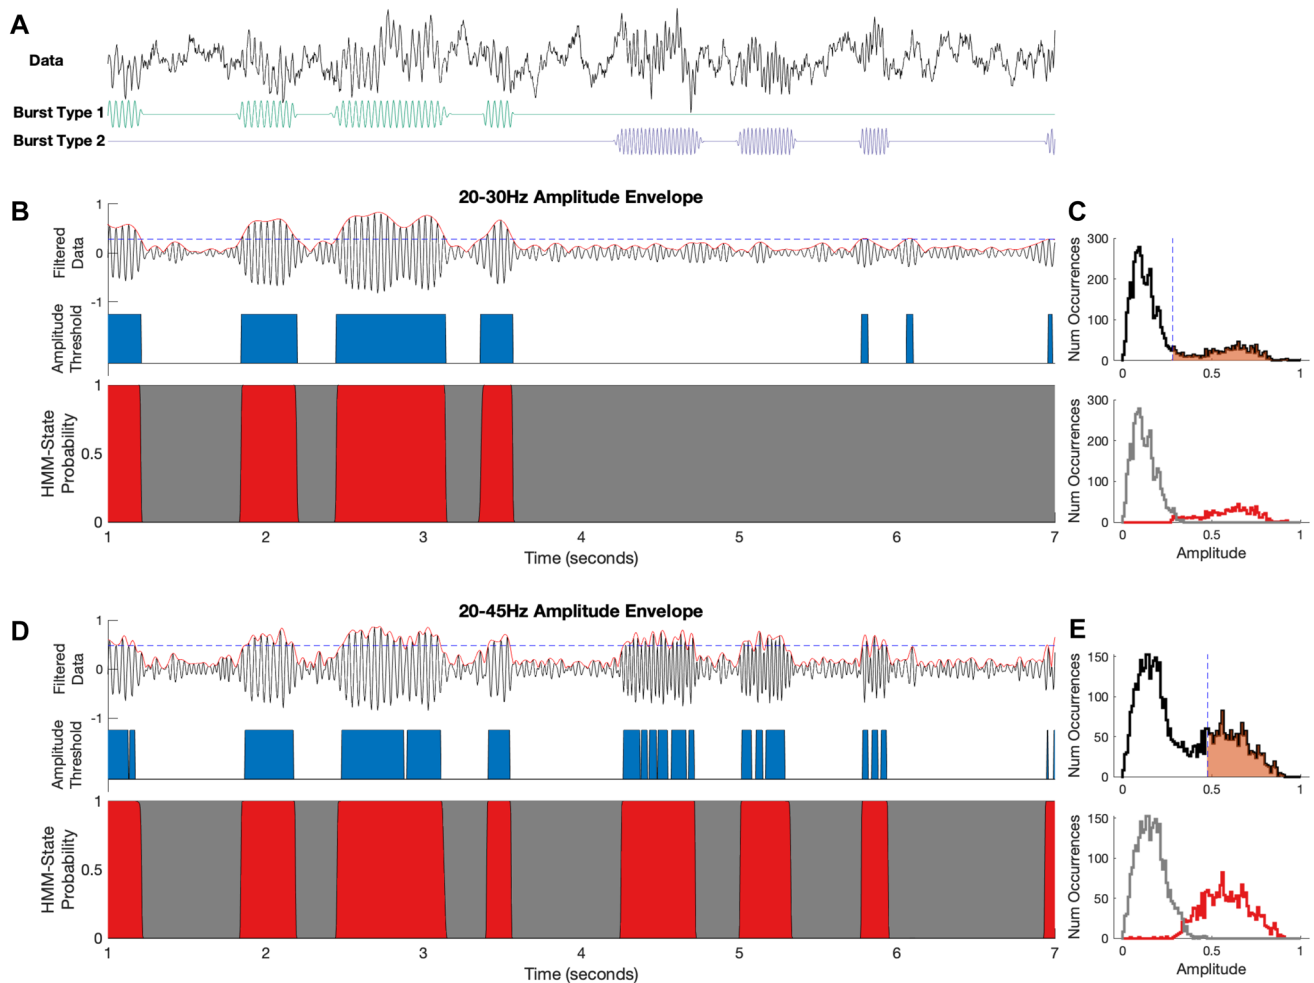 A
Data
Burst Type 1
Burst Type 2
B
20-30Hz Amplitude Envelope
1
0
-1
Filtered
Data
Amplitude
Threshold
1
0.5
0
HMM-State
Probability
1 2 3 4 5 6 7
Time (seconds)
C
300
200
100
0
Num Occurrences
0 0.5 1
300
200
100
0
Num Occurrences
0 0.5 1
Amplitude
D
20-45Hz Amplitude Envelope
1
0
-1
Filtered
Data
Amplitude
Threshold
1
0.5
0
HMM-State
Probability
1 2 3 4 5 6 7
Time (seconds)
E
150
100
50
0
Num Occurrences
0 0.5 1
150
100
50
0
Num Occurrences
0 0.5 1
Amplitude